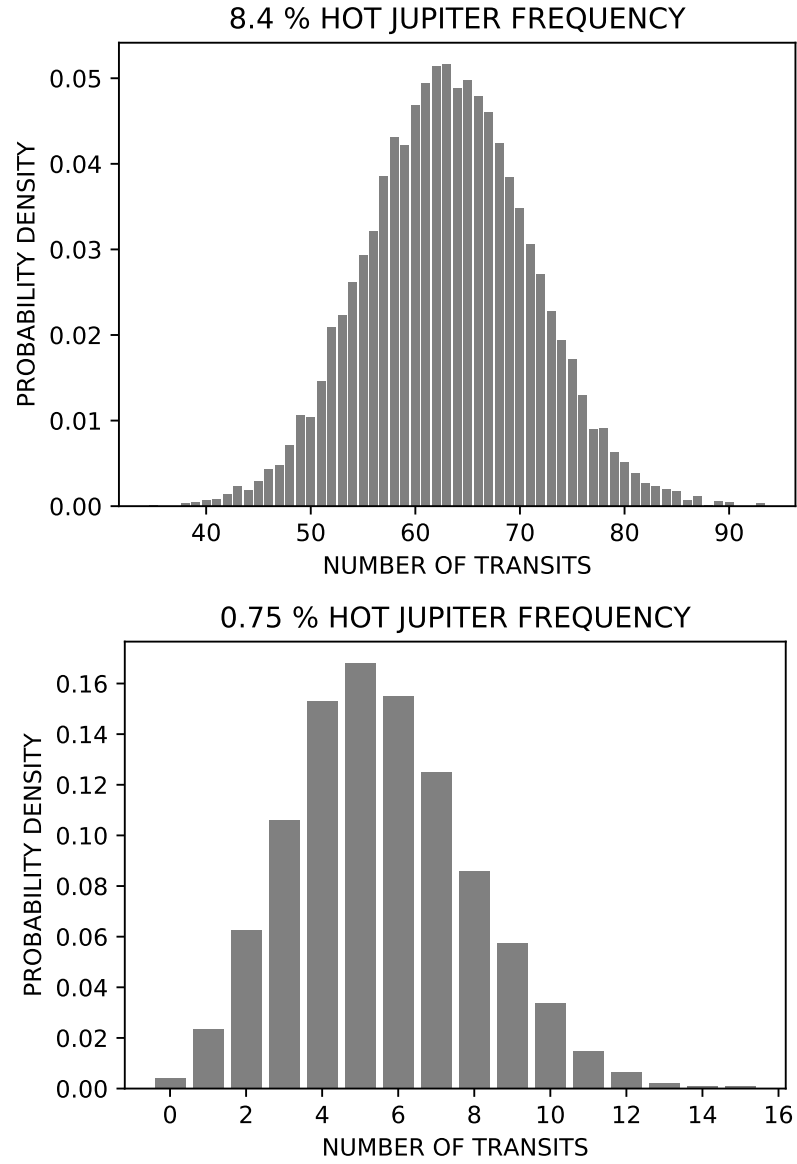 8.4 % HOT JUPITER FREQUENCY
0.05
0.04
0.03
0.02
0.01
0.00
PROBABILITY DENSITY
40 50 60 70 80 90
NUMBER OF TRANSITS
0.75 % HOT JUPITER FREQUENCY
0.16
0.14
0.12
0.10
0.08
0.06
0.04
0.02
0.00
PROBABILITY DENSITY
0 2 4 6 8 10 12 14 16
NUMBER OF TRANSITS